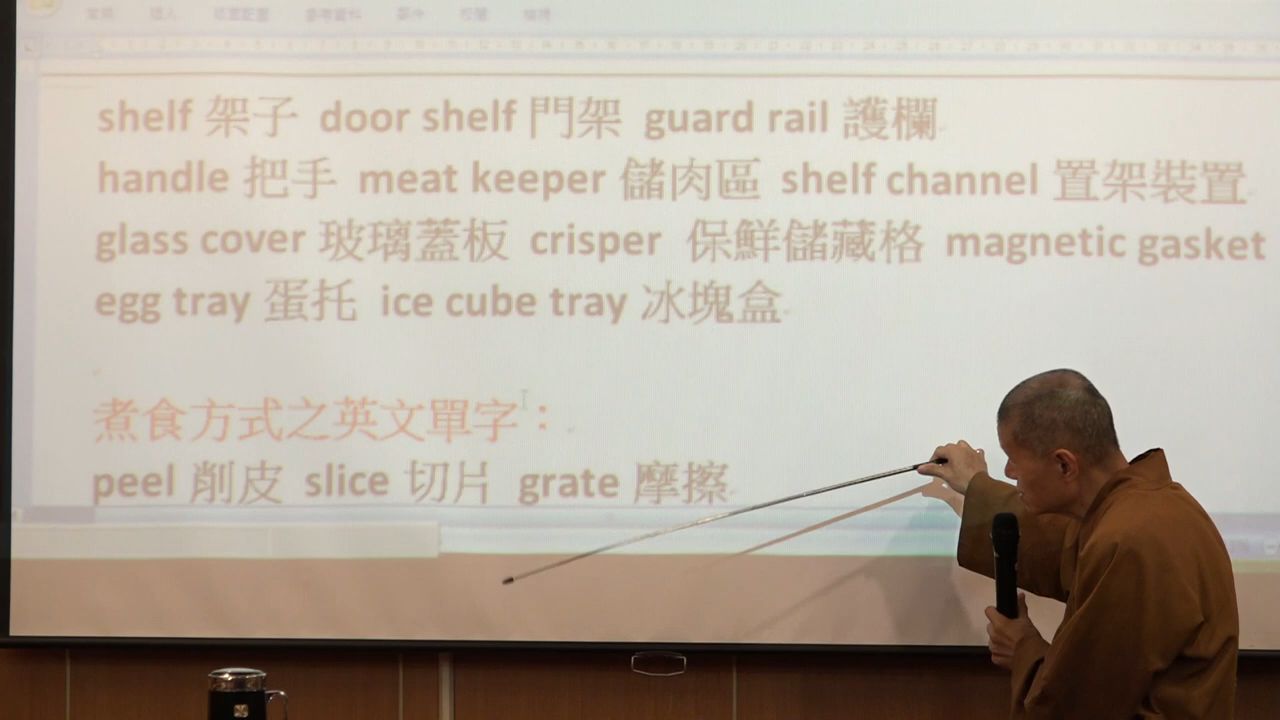 shelf 架子 door shelf 門架 guard rail 護欄
handle 把手 meat keeper 儲肉區 shelf channel 置架裝置
glass cover 玻璃蓋板 crisper 保鮮儲藏格 magnetic gasket
egg tray 蛋托 ice cube tray 冰塊盒
煮食方式之英文單字：
peel 削皮 slice 切片 grate 摩擦